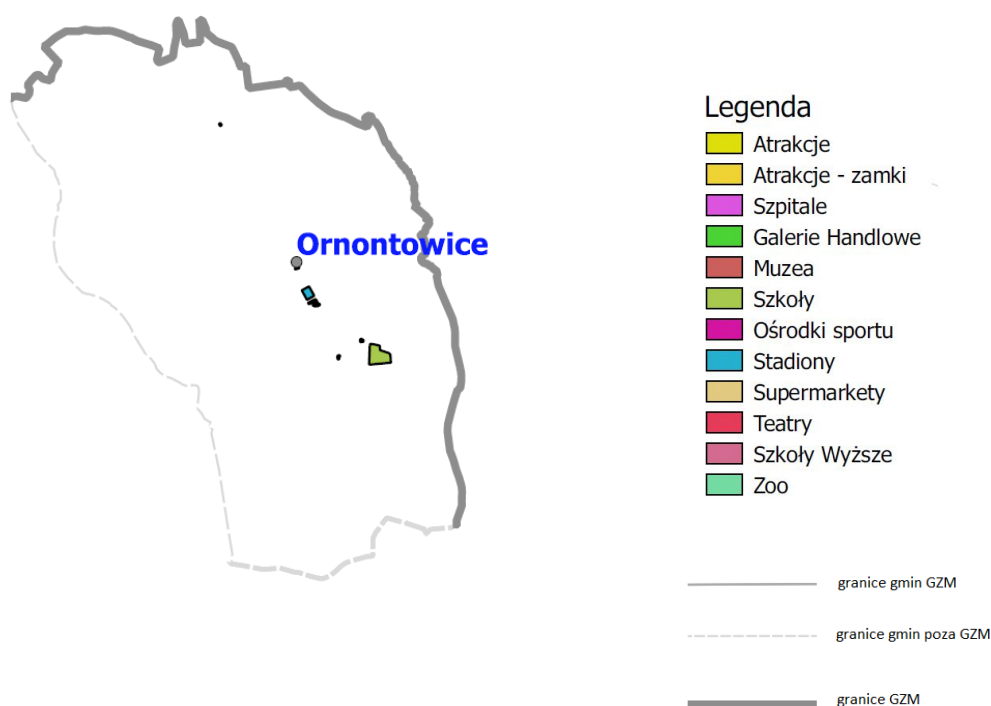 Ornontowice
Legenda
Atrakcje
Atrakcje - zamki
Szpitale
Galerie Handlowe
Muzea
Szkoły
Ośrodki sportu
Stadiony
Supermarkety
Teatry
Szkoły Wyższe
Zoo
granice gmin GZM
granice gmin poza GZM
granice GZM